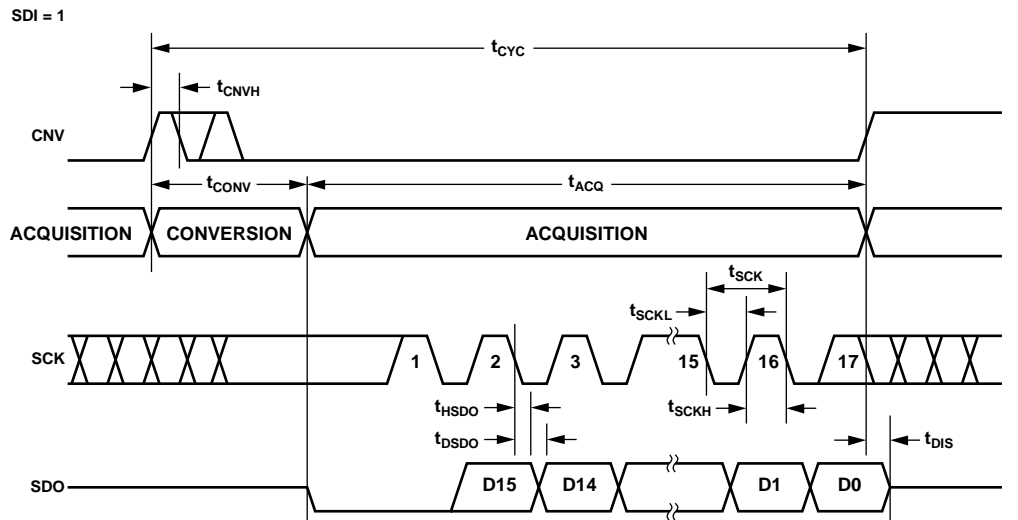 SDI = 1
tCYC
tCNVH
CNV
tCONV
tACQ
ACQUISITION
CONVERSION
ACQUISITION
tSCK
tSCKL
SCK
1
2
3
15
16
17
tHSDO
tSCKH
tDSDO
tDIS
SDO
D15
D14
D1
D0